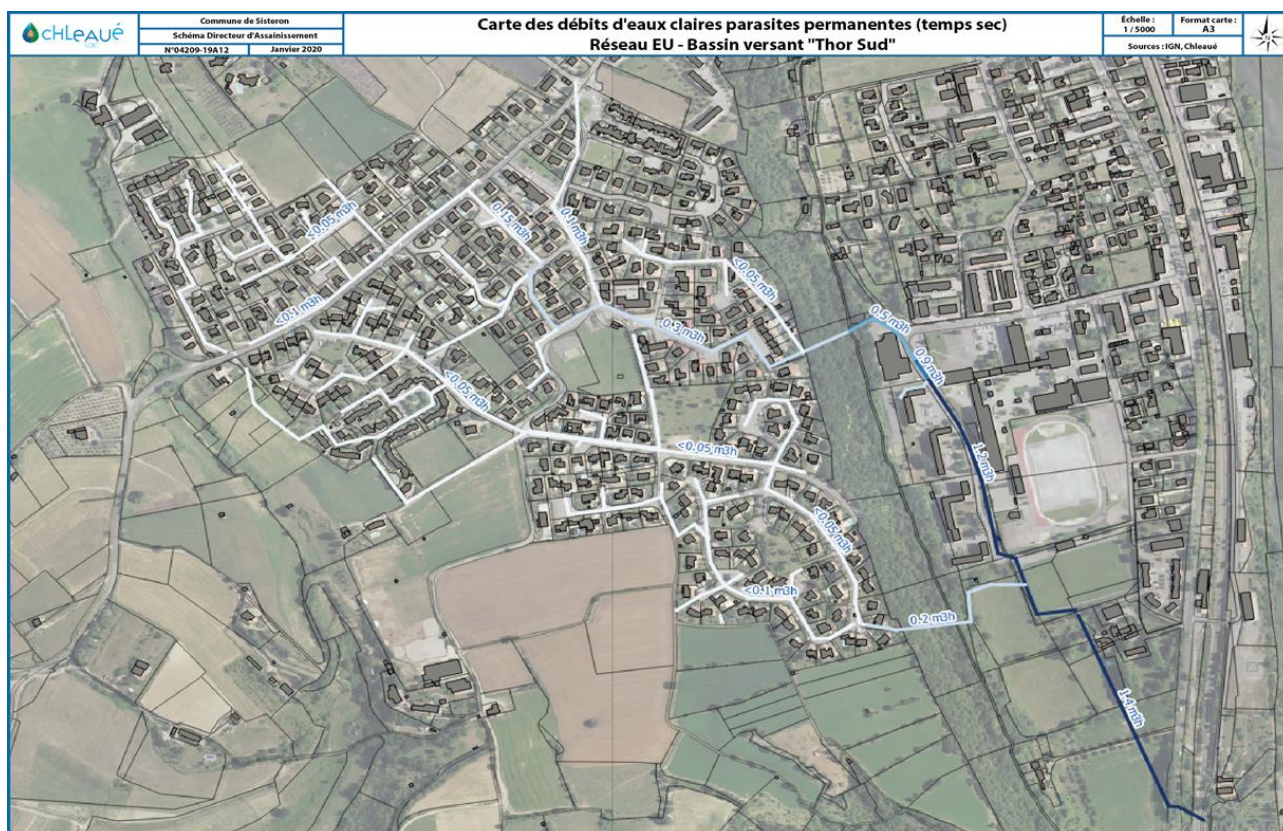 CHLEAUÉ
Commune de Sisteron
Schéma Directeur d'Assainissement
N°04209-19A12
Janvier 2020
Carte des débits d'eaux claires parasites permanentes (temps sec)
Réseau EU - Bassin versant "Thor Sud"
Échelle :
1 / 5000
Format carte :
A3
Sources : IGN, Chleaué
<0.05 m3h
0.15 m3h
0.1 m3h
<0.05 m3h
<0.1 m3h
0.3 m3h
0.5 m3h
0.9 m3h
<0.05 m3h
1.2 m3h
<0.05 m3h
<0.05 m3h
<0.1 m3h
0.2 m3h
1.4 m3h